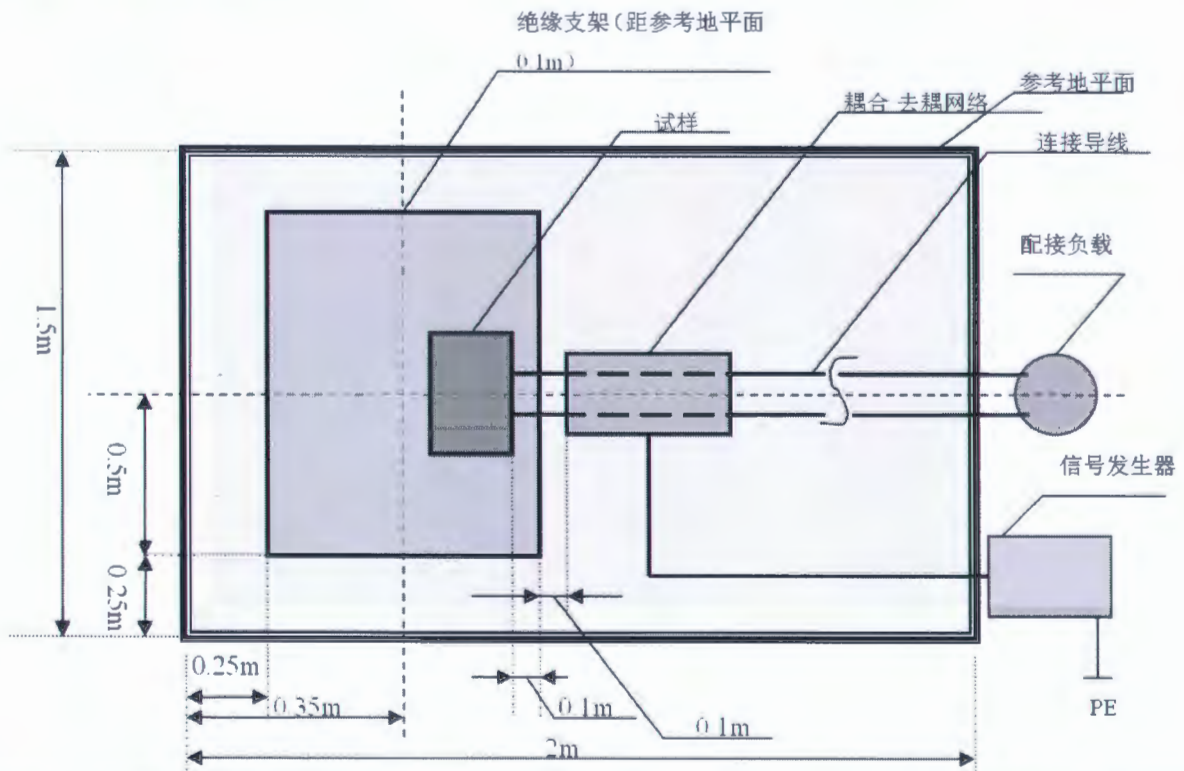 绝缘支架(距参考地平面
0.1m)
参考地平面
耦合 去耦网络
试样
连接导线
配接负载
1.5m
0.5m
信号发生器
0.25m
0.25m
0.35m
0.1m
0.1m
PE
2m